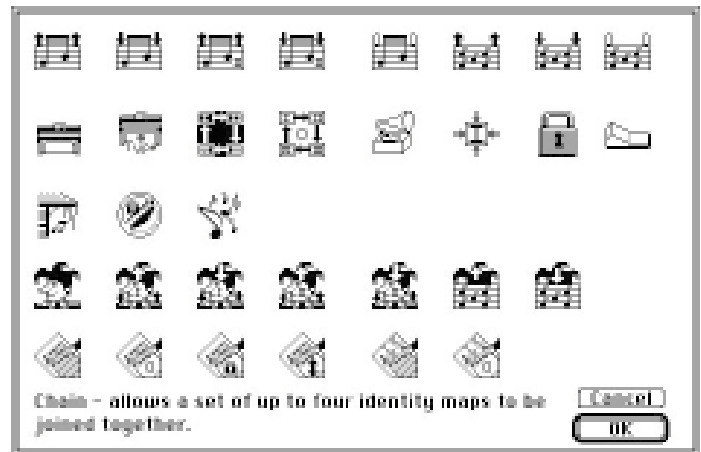 Chain - allows a set of up to four identity maps to be
joined together.
Cancel
OK